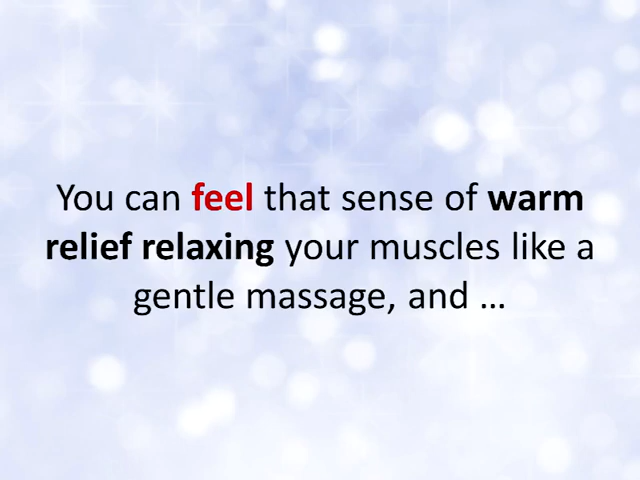 You can feel that sense of warm
relief relaxing your muscles like a
gentle massage, and …